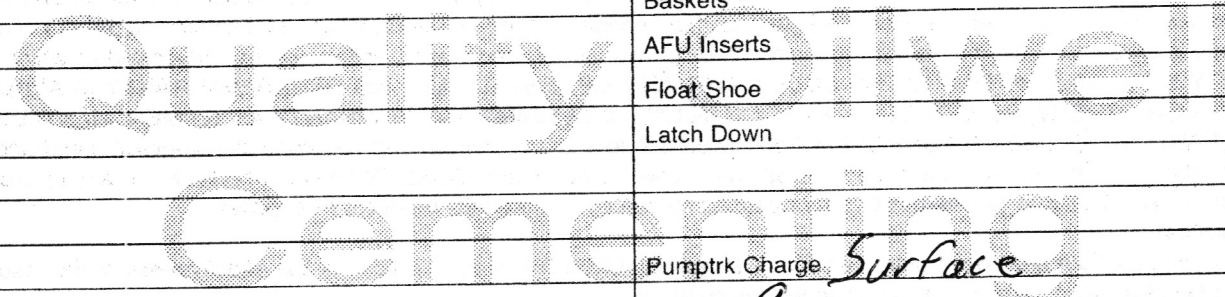 Baskets
Quality Oilwell
AFU Inserts
Float Shoe
Latch Down
Cementing
Pumptrk Charge Surface